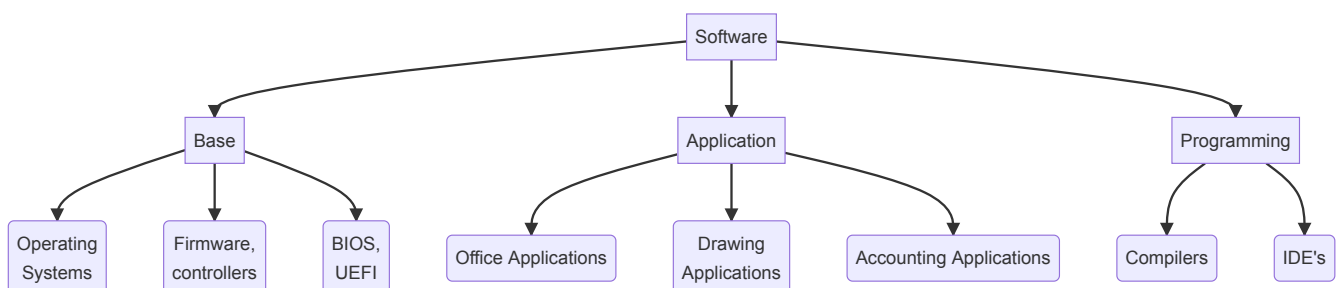 Software
Base
Application
Programming
Operating
Systems
Firmware,
controllers
BIOS,
UEFI
Office Applications
Drawing
Applications
Accounting Applications
Compilers
IDE's